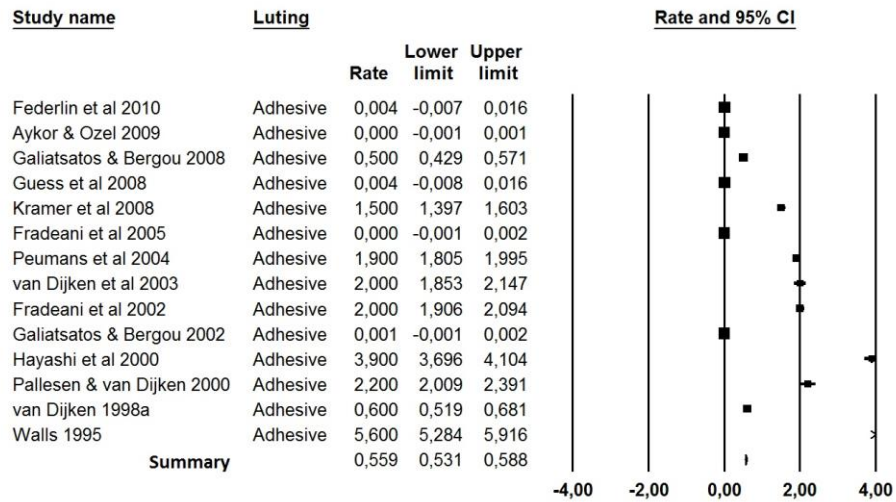 Study name Luting Rate and 95% CI
Rate Lower limit Upper limit
Federlin et al 2010 Adhesive 0,004 -0,007 0,016
Aykor & Ozel 2009 Adhesive 0,000 -0,001 0,001
Galiatsatos & Bergou 2008 Adhesive 0,500 0,429 0,571
Guess et al 2008 Adhesive 0,004 -0,008 0,016
Kramer et al 2008 Adhesive 1,500 1,397 1,603
Fradeani et al 2005 Adhesive 0,000 -0,001 0,002
Peumans et al 2004 Adhesive 1,900 1,805 1,995
van Dijken et al 2003 Adhesive 2,000 1,853 2,147
Fradeani et al 2002 Adhesive 2,000 1,906 2,094
Galiatsatos & Bergou 2002 Adhesive 0,001 -0,001 0,002
Hayashi et al 2000 Adhesive 3,900 3,696 4,104
Pallesen & van Dijken 2000 Adhesive 2,200 2,009 2,391
van Dijken 1998a Adhesive 0,600 0,519 0,681
Walls 1995 Adhesive 5,600 5,284 5,916
Summary 0,559 0,531 0,588
-4,00 -2,00 0,00 2,00 4,00